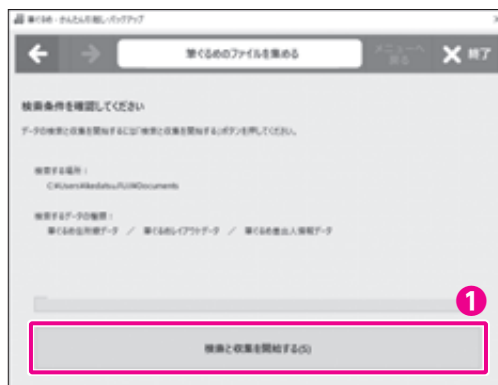 筆ぐるめ - かんたん引越しバックアップ
筆ぐるめのファイルを集める
メニューへ
戻る
終了
検索条件を確認してください
データの検索と収集を開始するには「検索と収集を開始する」ボタンを押してください。
検索する場所:
検索するデータの種類:
筆ぐるめ住所録データ / 筆ぐるめレイアウトデータ / 筆ぐるめ差出人情報データ
1
検索と収集を開始する(S)